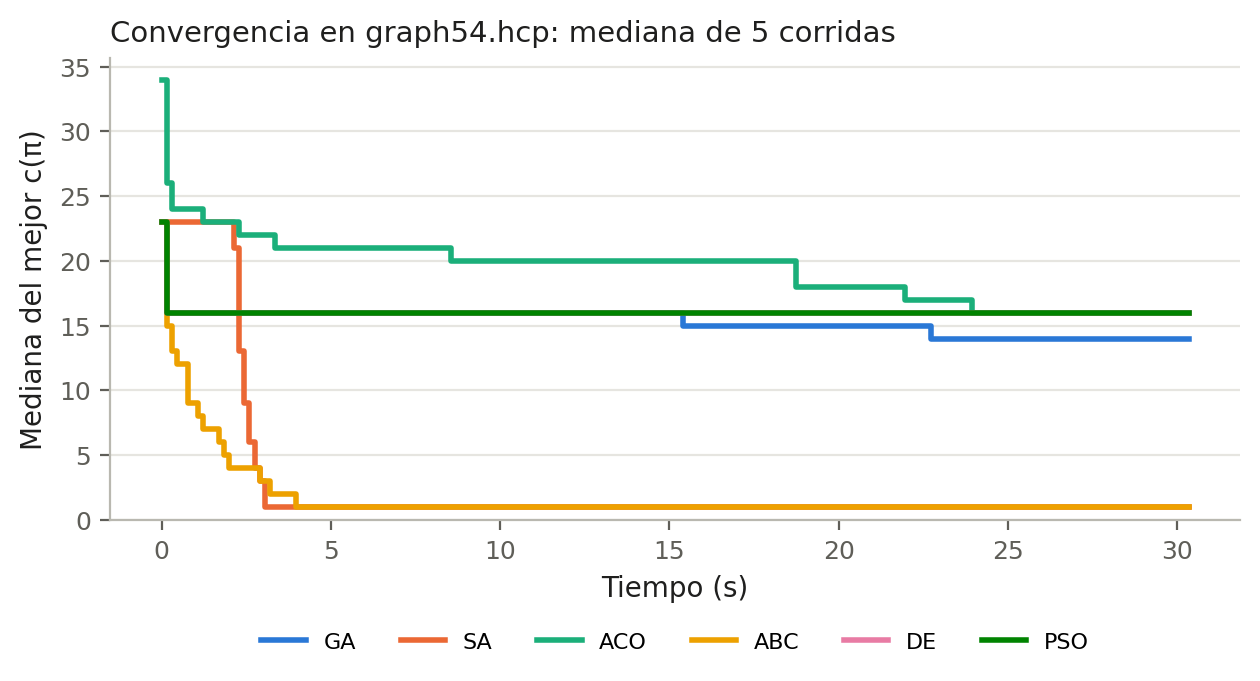 Convergencia en graph54.hcp: mediana de 5 corridas
Mediana del mejor c(π)
35
30
25
20
15
10
5
0
0 5 10 15 20 25 30
Tiempo (s)
GA SA ACO ABC DE PSO